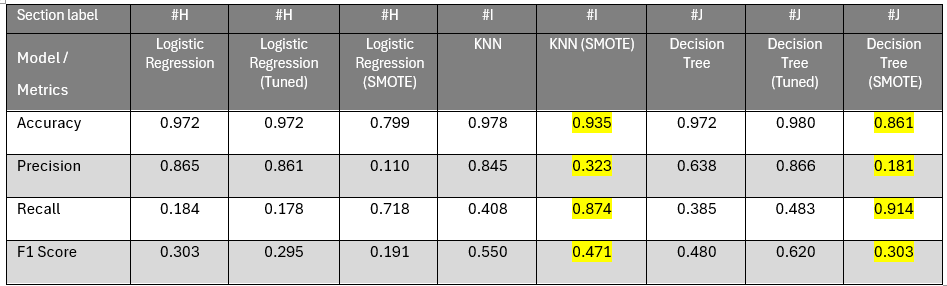 Section label #H #H #H #I #I #J #J #J
Model / Metrics Logistic Regression Logistic Regression (Tuned) Logistic Regression (SMOTE) KNN KNN (SMOTE) Decision Tree Decision Tree (Tuned) Decision Tree (SMOTE)
Accuracy 0.972 0.972 0.799 0.978 0.935 0.972 0.980 0.861
Precision 0.865 0.861 0.110 0.845 0.323 0.638 0.866 0.181
Recall 0.184 0.178 0.718 0.408 0.874 0.385 0.483 0.914
F1 Score 0.303 0.295 0.191 0.550 0.471 0.480 0.620 0.303